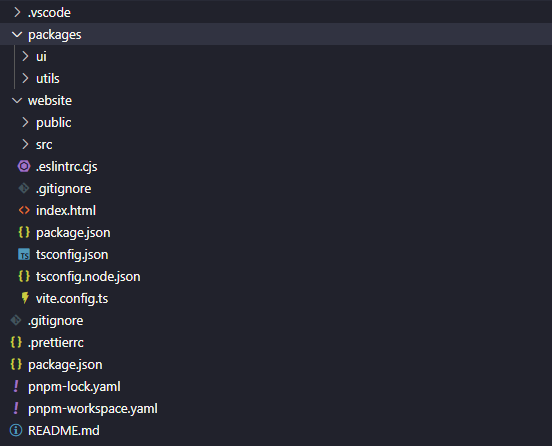 .vscode
packages
ui
utils
website
public
src
.eslintrc.cjs
.gitignore
index.html
package.json
TS tsconfig.json
tsconfig.node.json
vite.config.ts
.gitignore
.prettierrc
package.json
pnpm-lock.yaml
pnpm-workspace.yaml
README.md